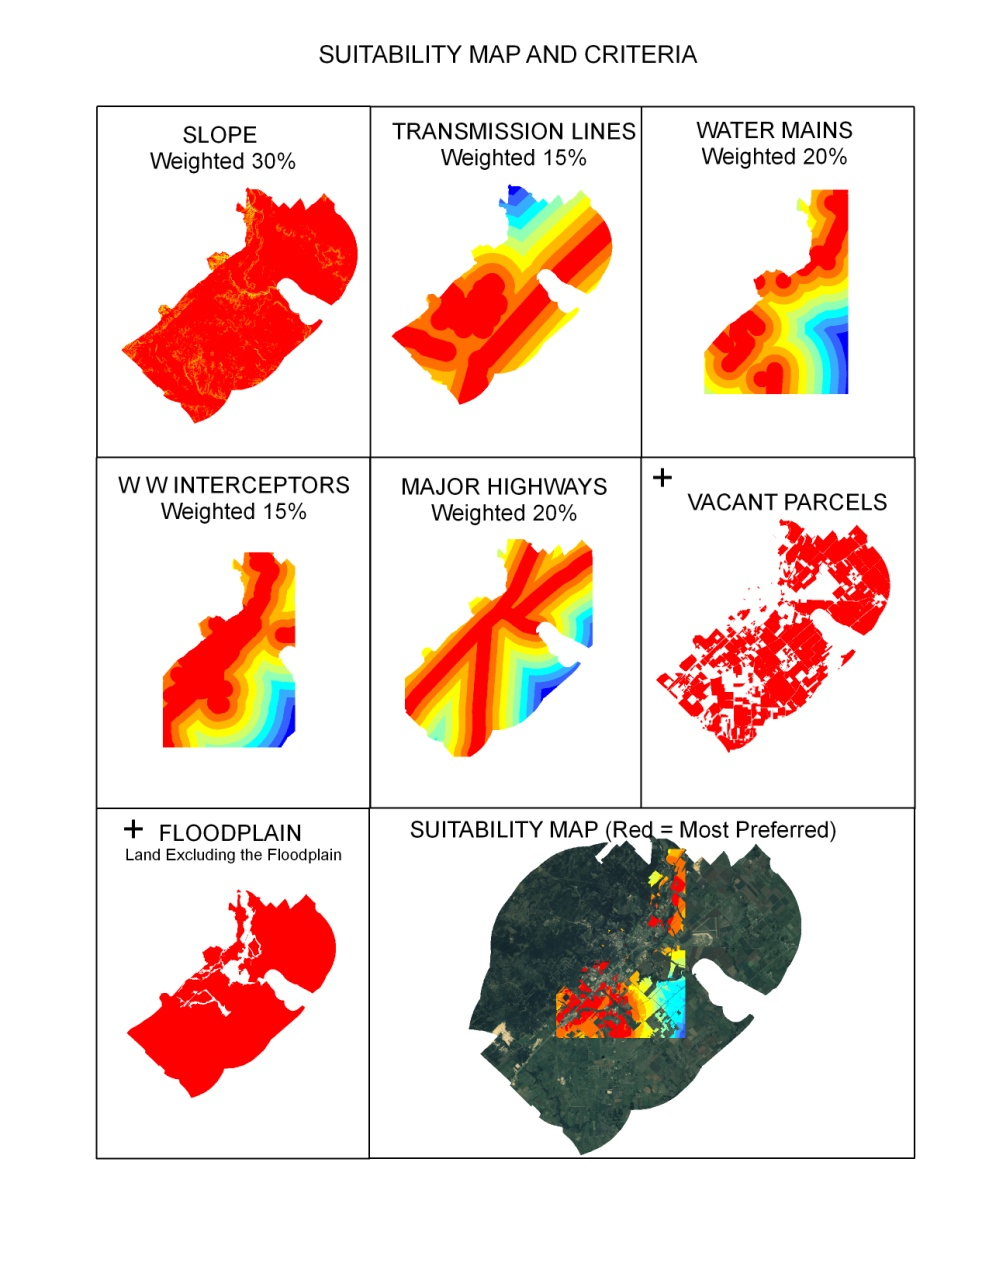 SUITABILITY MAP AND CRITERIA
SLOPE
Weighted 30%
TRANSMISSION LINES
Weighted 15%
WATER MAINS
Weighted 20%
W W INTERCEPTORS
Weighted 15%
MAJOR HIGHWAYS
Weighted 20%
+
VACANT PARCELS
+ FLOODPLAIN
Land Excluding the Floodplain
SUITABILITY MAP (Red = Most Preferred)